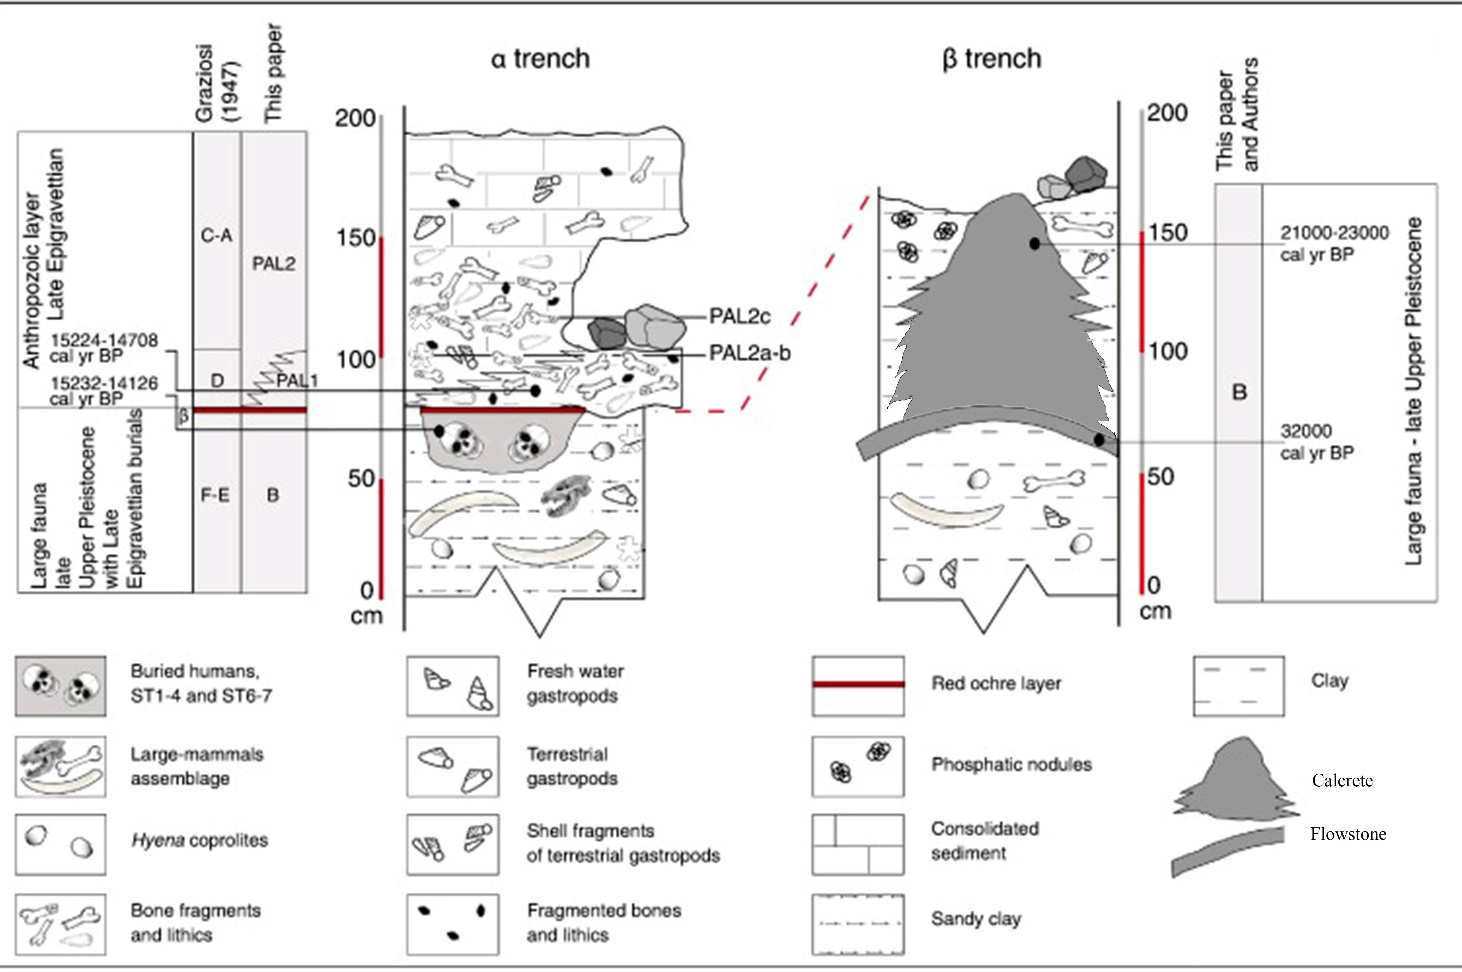 α trench
β trench
Graziosi
(1947)
This paper
This paper
and Authors
Anthropozoic layer
Late Epigravettian
C-A
PAL2
15224-14708
cal yr BP
15232-14126
cal yr BP
D
PAL1
β
Large fauna
late
Upper Pleistocene
with Late
Epigravettian burials
F-E
B
200
150
100
50
0
cm
PAL2c
PAL2a-b
200
150
100
50
0
cm
B
21000-23000
cal yr BP
32000
cal yr BP
Large fauna - late Upper Pleistocene
Buried humans,
ST1-4 and ST6-7
Large-mammals
assemblage
Hyena coprolites
Bone fragments
and lithics
Fresh water
gastropods
Terrestrial
gastropods
Shell fragments
of terrestrial gastropods
Fragmented bones
and lithics
Red ochre layer
Phosphatic nodules
Consolidated
sediment
Sandy clay
Clay
Calcrete
Flowstone